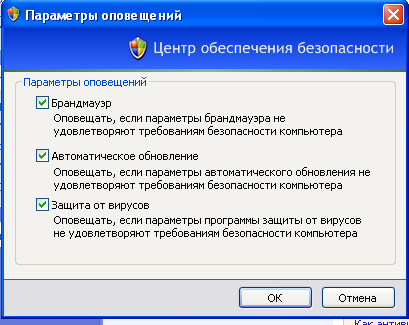 Параметры оповещений
Центр обеспечения безопасности
Параметры оповещений
Брандмауэр
Оповещать, если параметры брандмауэра не
удовлетворяют требованиям безопасности компьютера
Автоматическое обновление
Оповещать, если параметры автоматического обновления не
удовлетворяют требованиям безопасности компьютера
Защита от вирусов
Оповещать, если параметры программы защиты от вирусов
не удовлетворяют требованиям безопасности компьютера
ОК
Отмена
Как